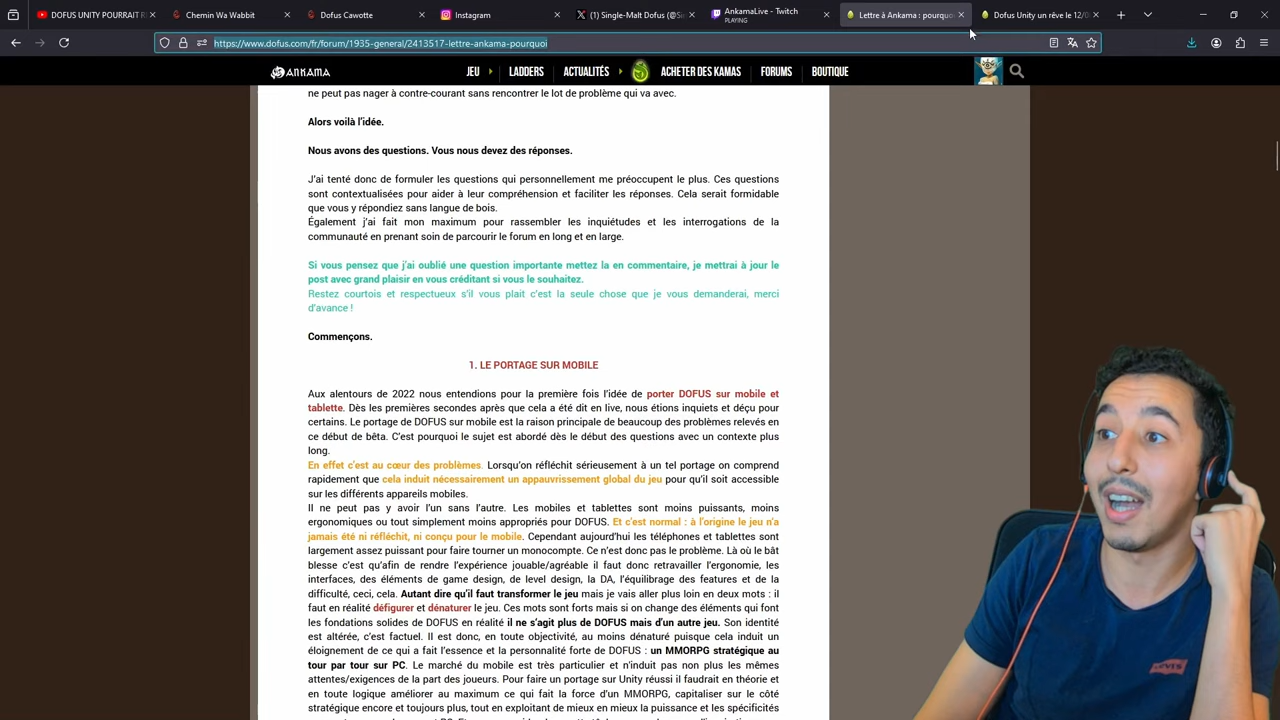 DOFUS UNITY POURRAIT R
Chemin Wa Wabbit
Dofus Cawotte
Instagram
(1) Single-Malt Dofus (@Si
AnkamaLive - Twitch
PLAYING
Lettre à Ankama : pourquo
Dofus Unity un rêve le 12/0
https://www.dofus.com/fr/forum/1935-general/2413517-lettre-ankama-pourquoi
ANKAMA
JEU
LADDERS
ACTUALITÉS
ACHETER DES KAMAS
FORUMS
BOUTIQUE
ne peut pas nager à contre-courant sans rencontrer le lot de problème qui va avec.
Alors voilà l'idée.
Nous avons des questions. Vous nous devez des réponses.
J'ai tenté donc de formuler les questions qui personnellement me préoccupent le plus. Ces questions
sont contextualisées pour aider à leur compréhension et faciliter les réponses. Cela serait formidable
que vous y répondiez sans langue de bois.
Également j'ai fait mon maximum pour rassembler les inquiétudes et les interrogations de la
communauté en prenant soin de parcourir le forum en long et en large.
Si vous pensez que j'ai oublié une question importante mettez la en commentaire, je mettrai à jour le
post avec grand plaisir en vous créditant si vous le souhaitez.
Restez courtois et respectueux s'il vous plait c'est la seule chose que je vous demanderai, merci
d'avance !
Commençons.
1. LE PORTAGE SUR MOBILE
Aux alentours de 2022 nous entendions pour la première fois l'idée de porter DOFUS sur mobile et
tablette. Dès les premières secondes après que cela a été dit en live, nous étions inquiets et déçu pour
certains. Le portage de DOFUS sur mobile est la raison principale de beaucoup des problèmes relevés en
ce début de bêta. C'est pourquoi le sujet est abordé dès le début des questions avec un contexte plus
long.
En effet c'est au cœur des problèmes. Lorsqu'on réfléchit sérieusement à un tel portage on comprend
rapidement que cela induit nécessairement un appauvrissement global du jeu pour qu'il soit accessible
sur les différents appareils mobiles.
Il ne peut pas y avoir l'un sans l'autre. Les mobiles et tablettes sont moins puissants, moins
ergonomiques ou tout simplement moins appropriés pour DOFUS. Et c'est normal : à l'origine le jeu n'a
jamais été ni réfléchit, ni conçu pour le mobile. Cependant aujourd'hui les téléphones et tablettes sont
largement assez puissant pour faire tourner un monocompte. Ce n'est donc pas le problème. Là où le bât
blesse c'est qu'afin de rendre l'expérience jouable/agréable il faut donc retravailler l'ergonomie, les
interfaces, des éléments de game design, de level design, la DA, l'équilibrage des features et de la
difficulté, ceci, cela. Autant dire qu'il faut transformer le jeu mais je vais aller plus loin en deux mots : il
faut en réalité défigurer et dénaturer le jeu. Ces mots sont forts mais si on change des éléments qui font
les fondations solides de DOFUS en réalité il ne s'agit plus de DOFUS mais d'un autre jeu. Son identité
est altérée, c'est factuel. Il est donc, en toute objectivité, au moins dénaturé puisque cela induit un
éloignement de ce qui a fait l'essence et la personnalité forte de DOFUS : un MMORPG stratégique au
tour par tour sur PC. Le marché du mobile est très particulier et n'induit pas non plus les mêmes
attentes/exigences de la part des joueurs. Pour faire un portage sur Unity réussi il faudrait en théorie et
en toute logique améliorer au maximum ce qui fait la force d'un MMORPG, capitaliser sur le côté
stratégique encore et toujours plus, tout en exploitant de mieux en mieux la puissance et les spécificités
LEVI'S